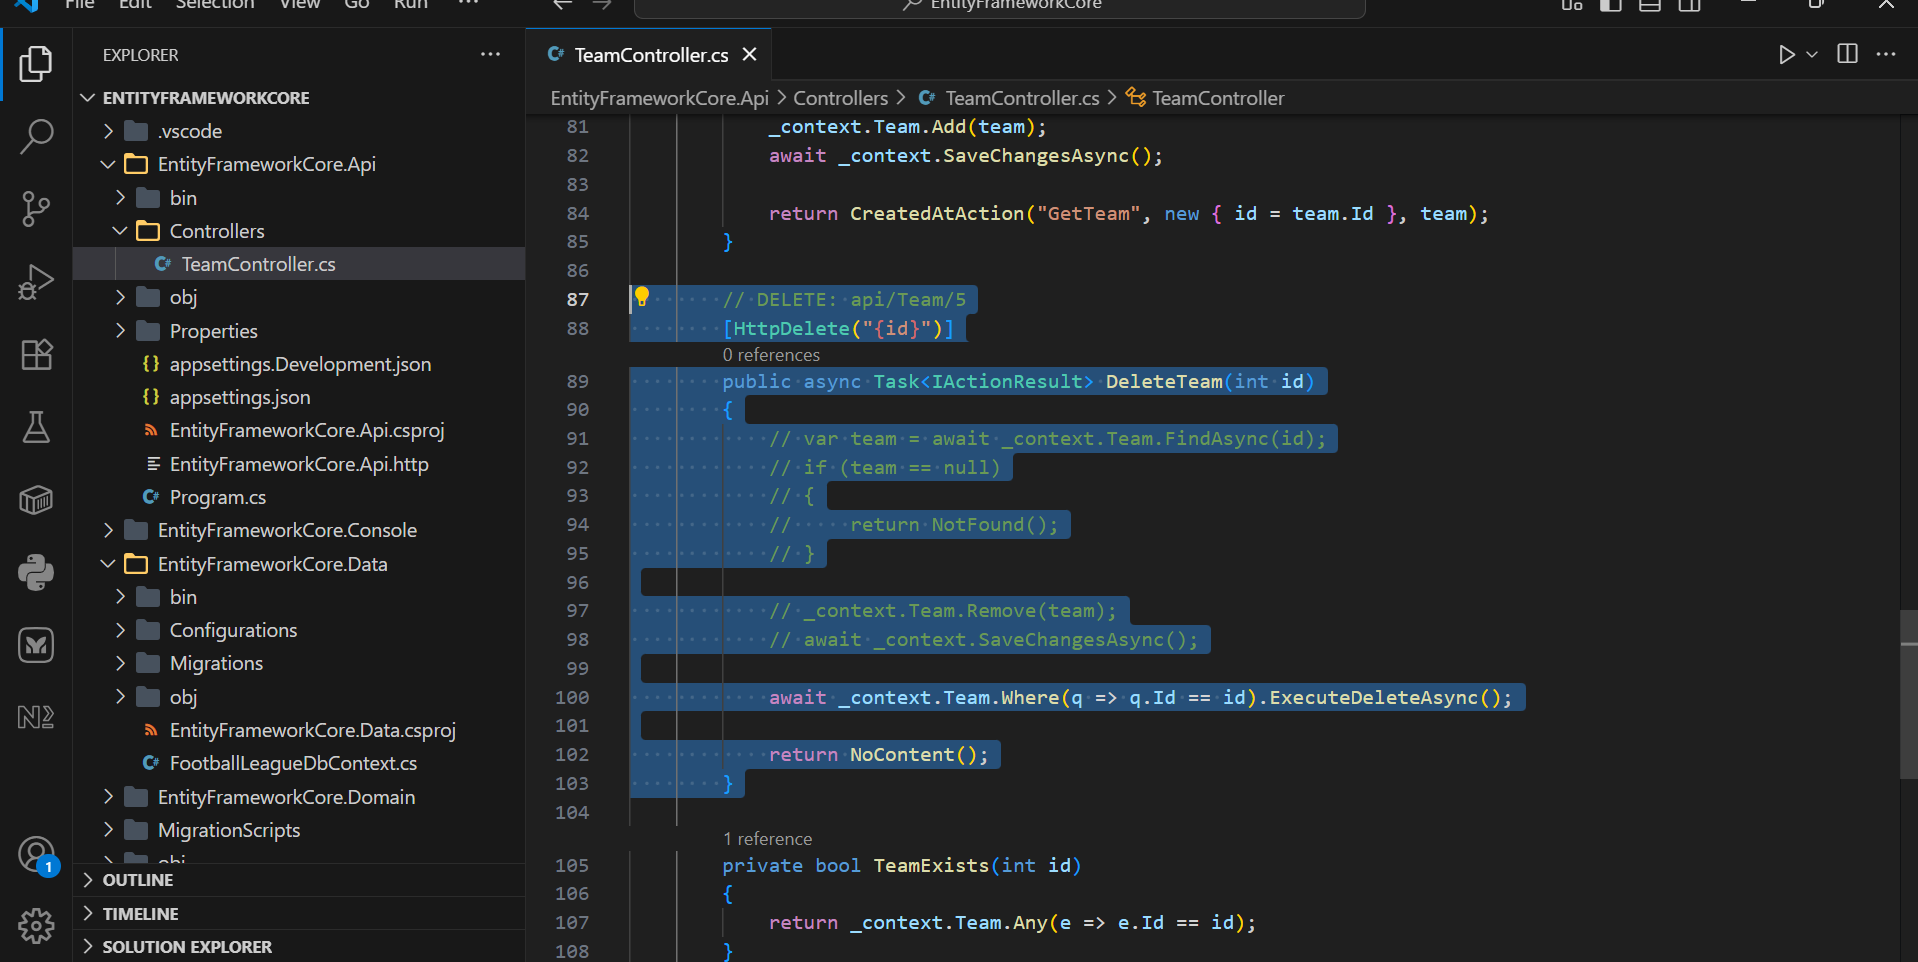 File Edit Selection View Go Run ···
EntityFrameworkCore
EXPLORER
ENTITYFRAMEWORKCORE
.vscode
EntityFrameworkCore.Api
bin
Controllers
TeamController.cs
obj
Properties
{} appsettings.Development.json
{} appsettings.json
EntityFrameworkCore.Api.csproj
EntityFrameworkCore.Api.http
C# Program.cs
EntityFrameworkCore.Console
EntityFrameworkCore.Data
bin
Configurations
Migrations
obj
EntityFrameworkCore.Data.csproj
C# FootballLeagueDbContext.cs
EntityFrameworkCore.Domain
MigrationScripts
obj
OUTLINE
TIMELINE
SOLUTION EXPLORER
1
C# TeamController.cs
EntityFrameworkCore.Api > Controllers > C# TeamController.cs > TeamController
81 _context.Team.Add(team);
82 await _context.SaveChangesAsync();
83
84 return CreatedAtAction("GetTeam", new { id = team.Id }, team);
85 }
86
87 // DELETE: api/Team/5
88 [HttpDelete("{id}")]
0 references
89 public async Task<IActionResult> DeleteTeam(int id)
90 {
91 // var team = await _context.Team.FindAsync(id);
92 // if (team == null)
93 // {
94 //     return NotFound();
95 // }
96
97 // _context.Team.Remove(team);
98 // await _context.SaveChangesAsync();
99
100 await _context.Team.Where(q => q.Id == id).ExecuteDeleteAsync();
101
102 return NoContent();
103 }
104
1 reference
105 private bool TeamExists(int id)
106 {
107 return _context.Team.Any(e => e.Id == id);
108 }